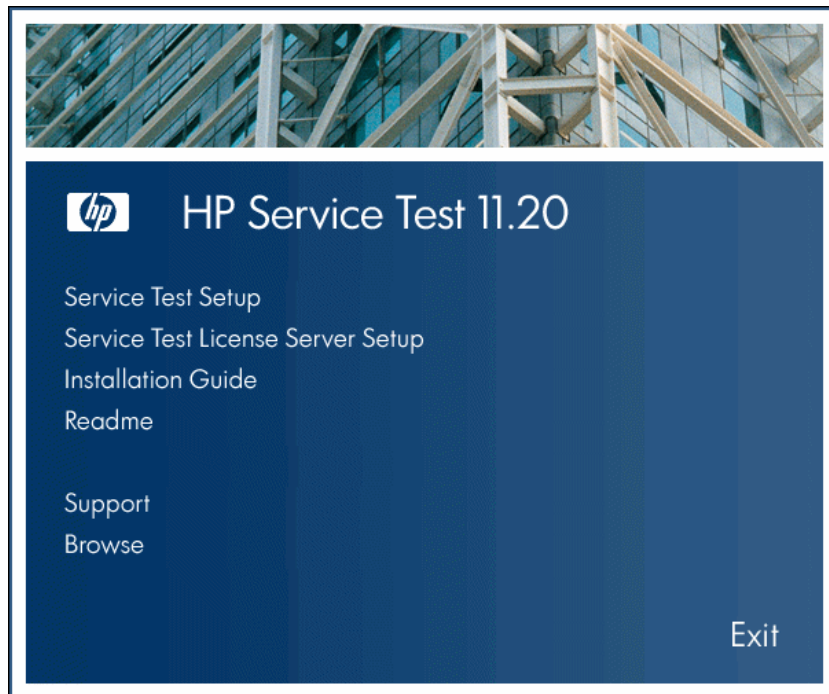 hp
HP Service Test 11.20
Service Test Setup
Service Test License Server Setup
Installation Guide
Readme
Support
Browse
Exit